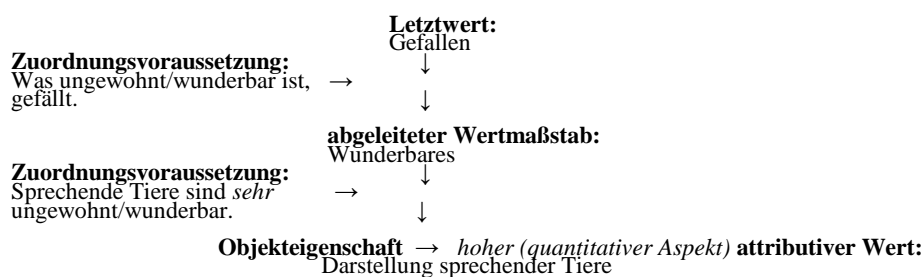 Letztwert:
Gefallen
Zuordnungsvoraussetzung:
↓
Was ungewohnt/wunderbar ist, →
gefällt.
↓
abgeleiteter Wertmaßstab:
Wunderbares
Zuordnungsvoraussetzung:
↓
Sprechende Tiere sind sehr →
ungewohnt/wunderbar.
↓
Objekteigenschaft → hoher (quantitativer Aspekt) attributiver Wert:
Darstellung sprechender Tiere